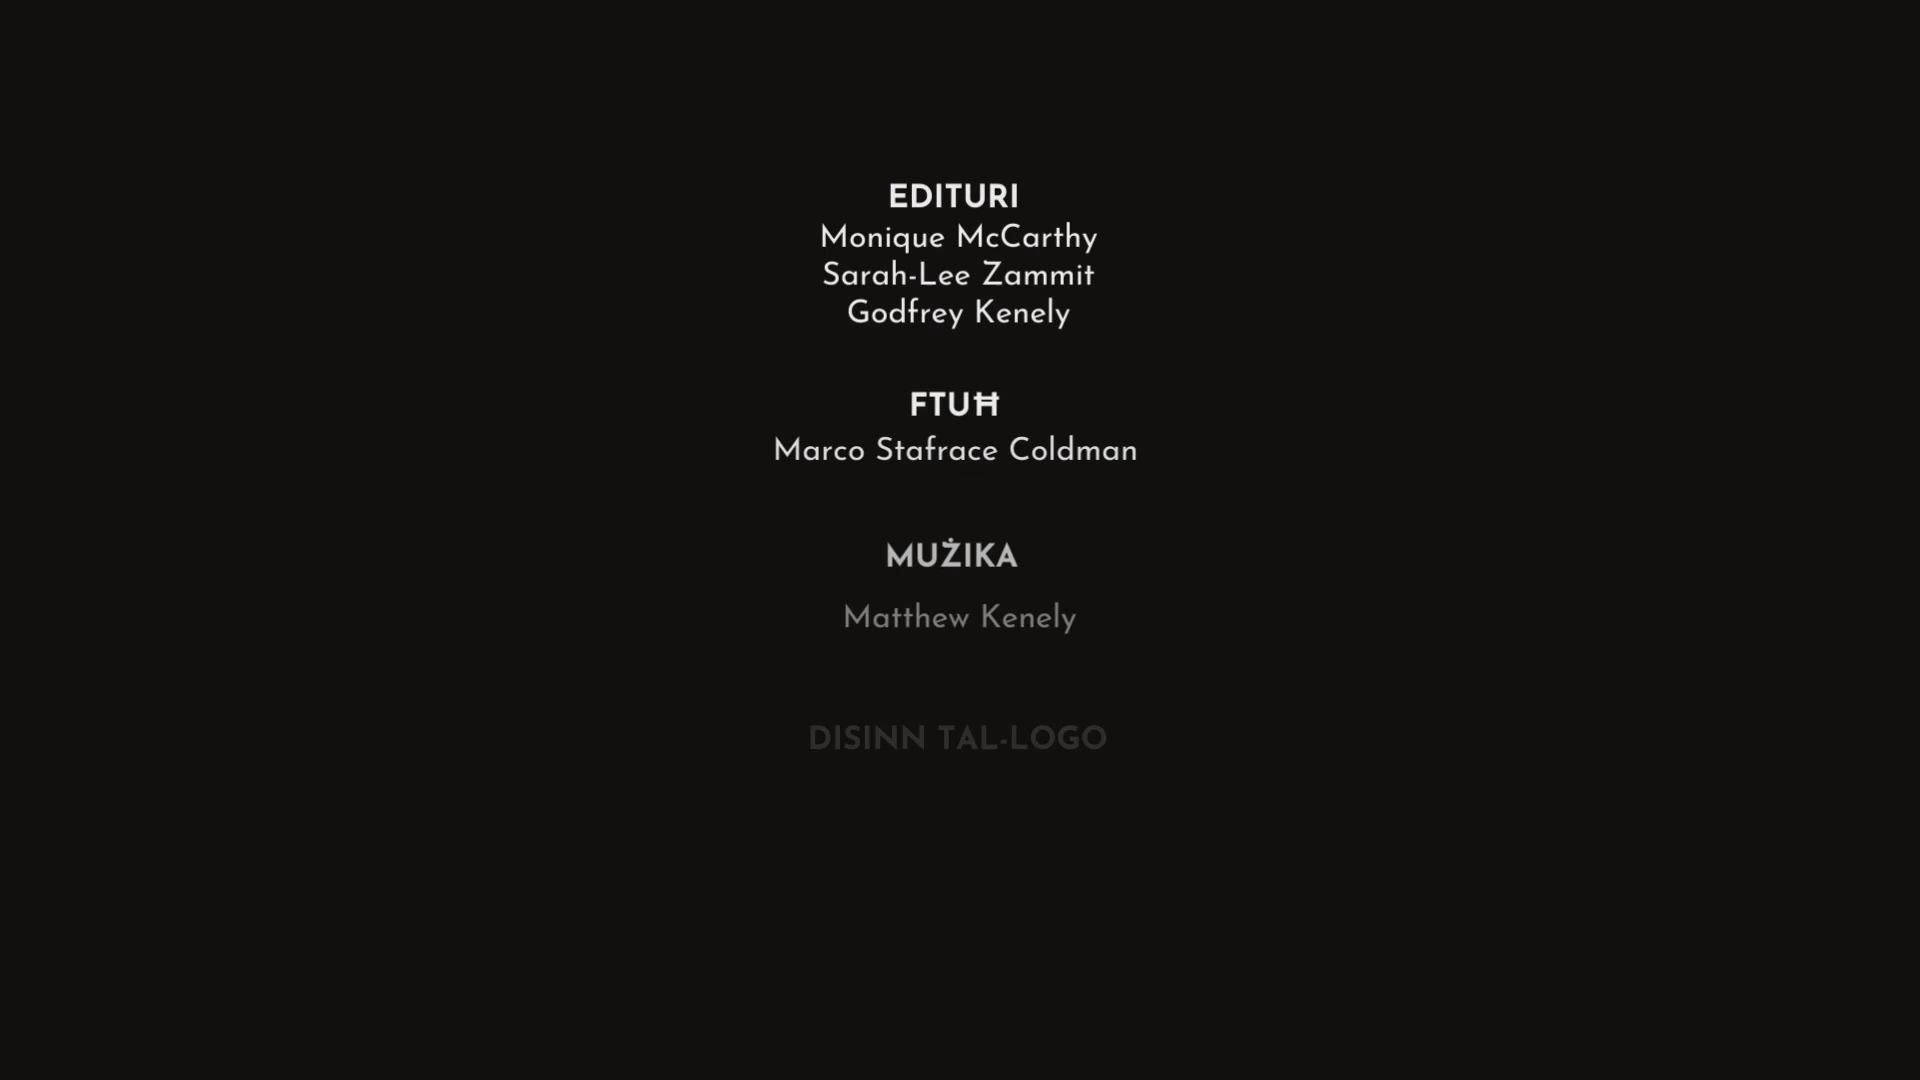 EDITURI
Monique McCarthy
Sarah-Lee Zammit
Godfrey Kenely
FTUĦ
Marco Stafrace Coldman
MUŻIKA
Matthew Kenely
DISINN TAL-LOGO